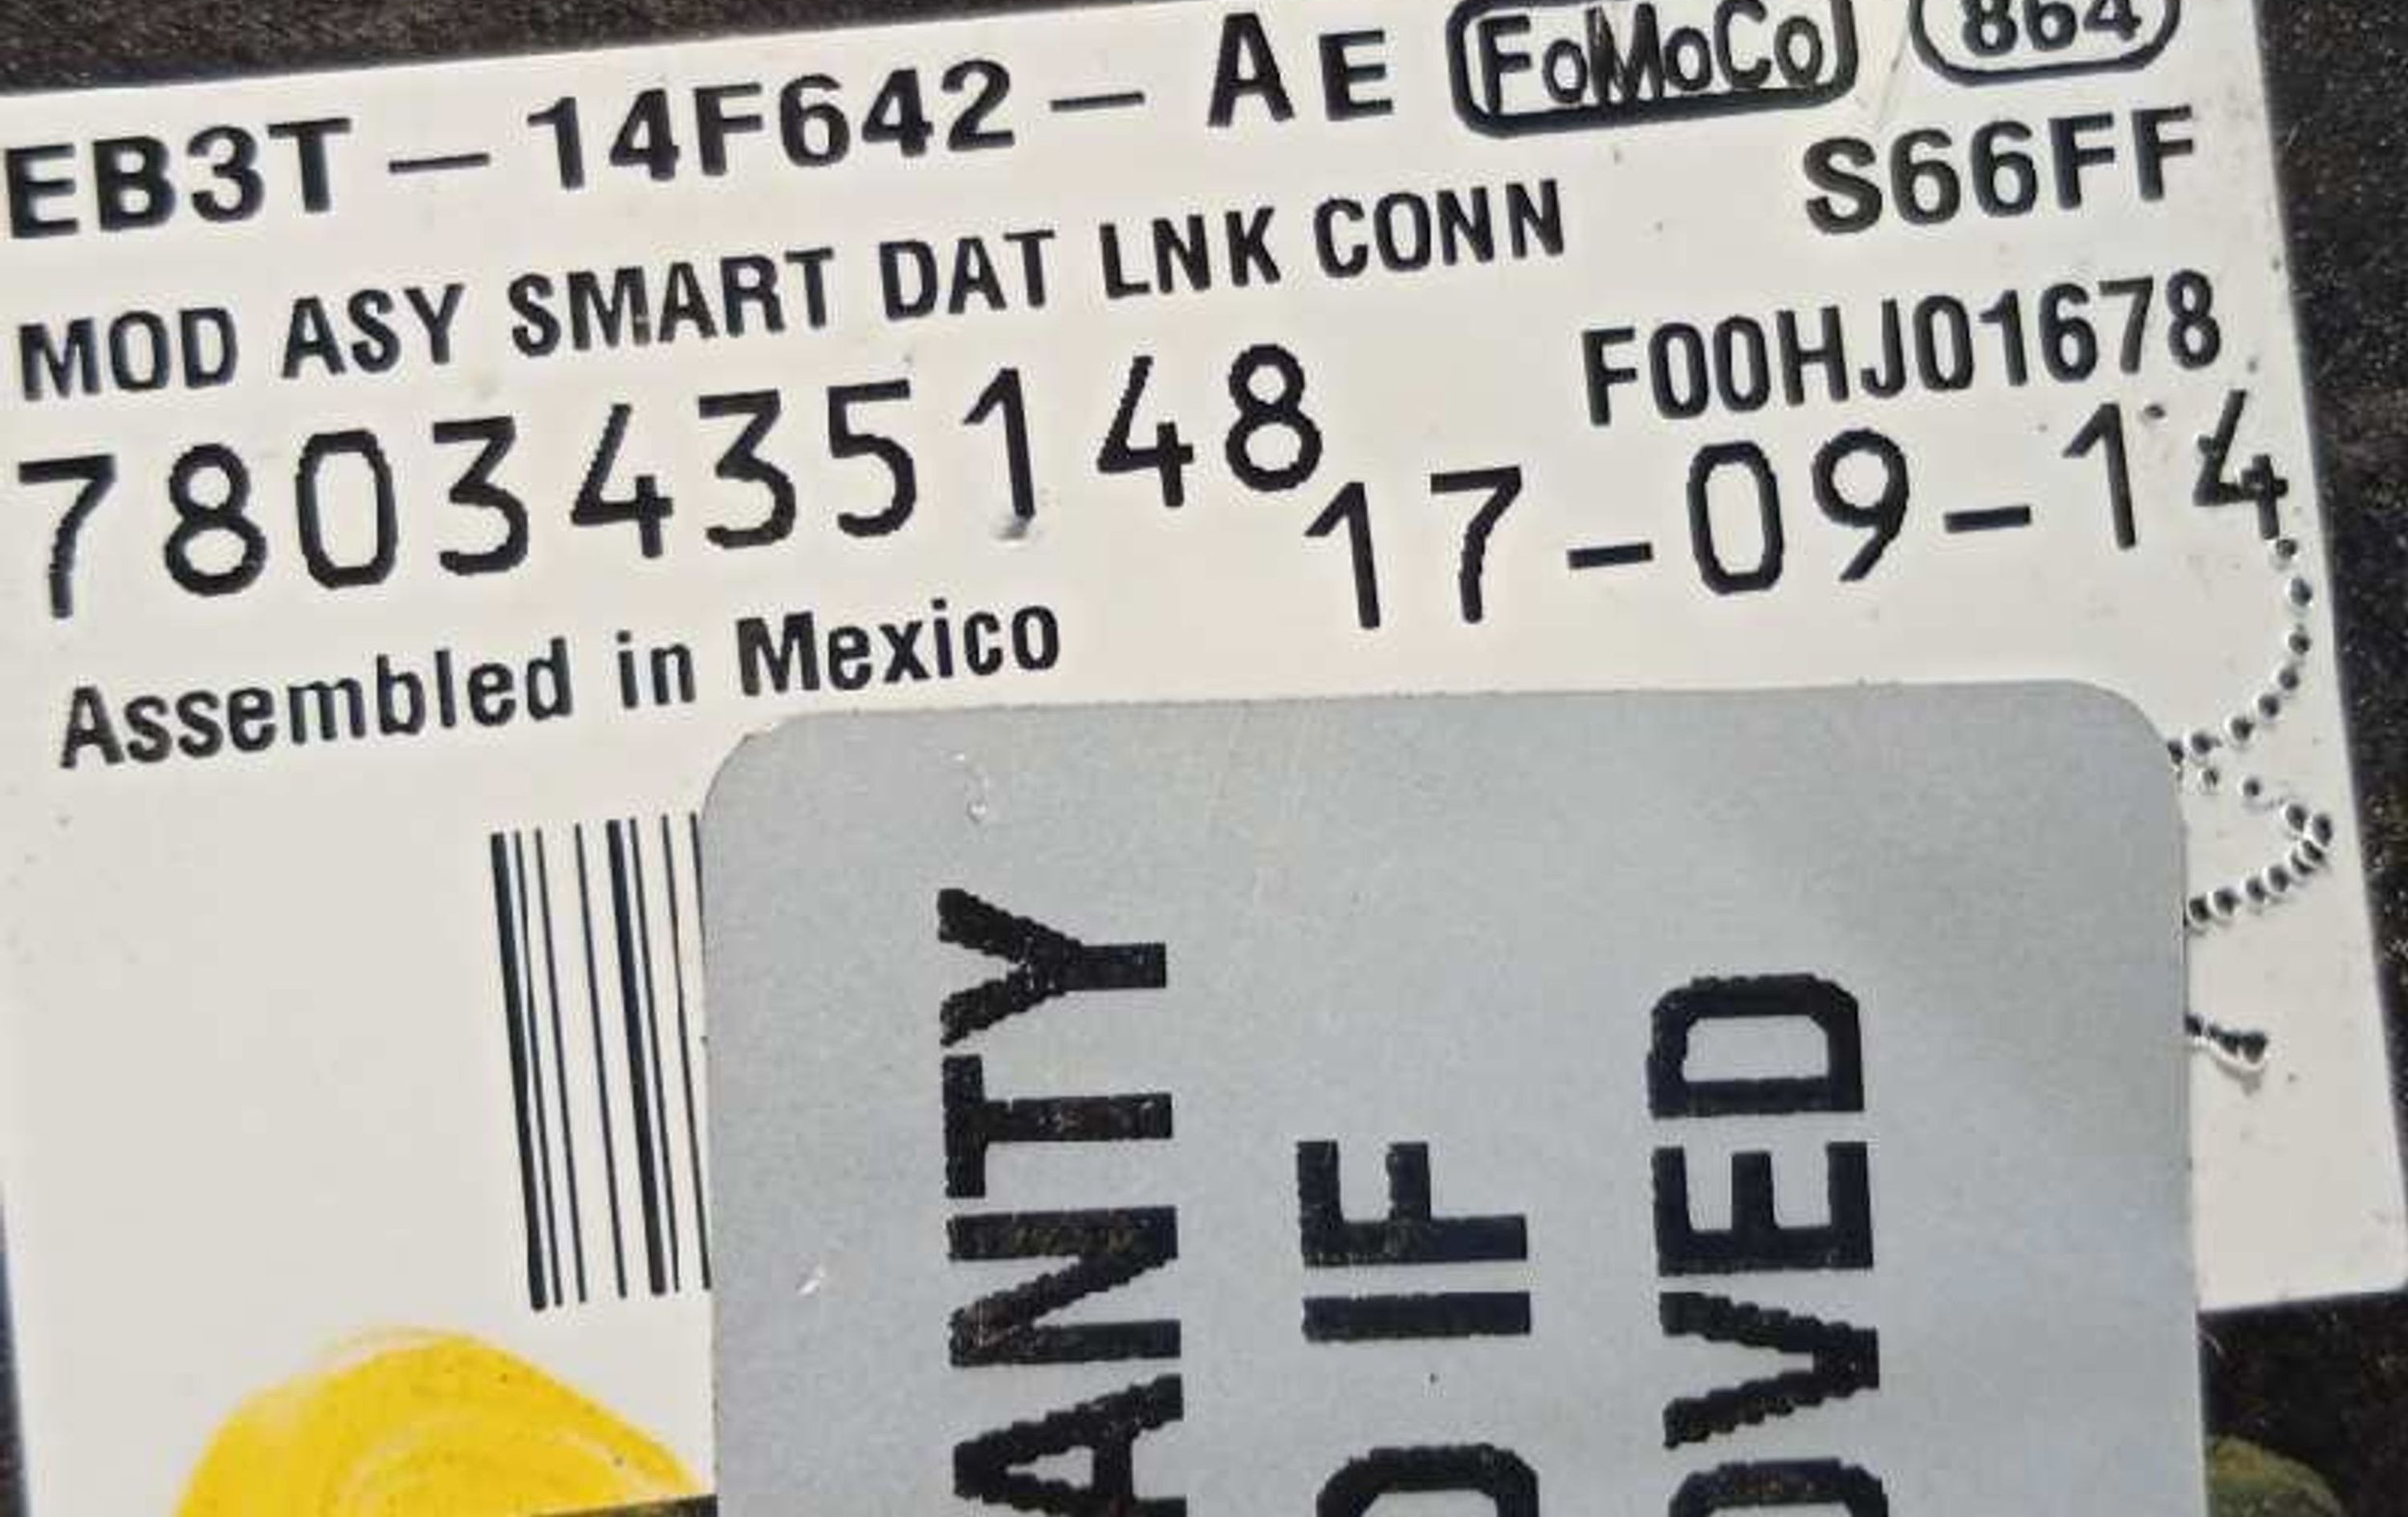 EB3T-14F642-AE FoMoCo 864
S66FF
MOD ASY SMART DAT LNK CONN
F00HJ01678
7803435148
17-09-14
Assembled in Mexico
ANTY
D IF
OVED